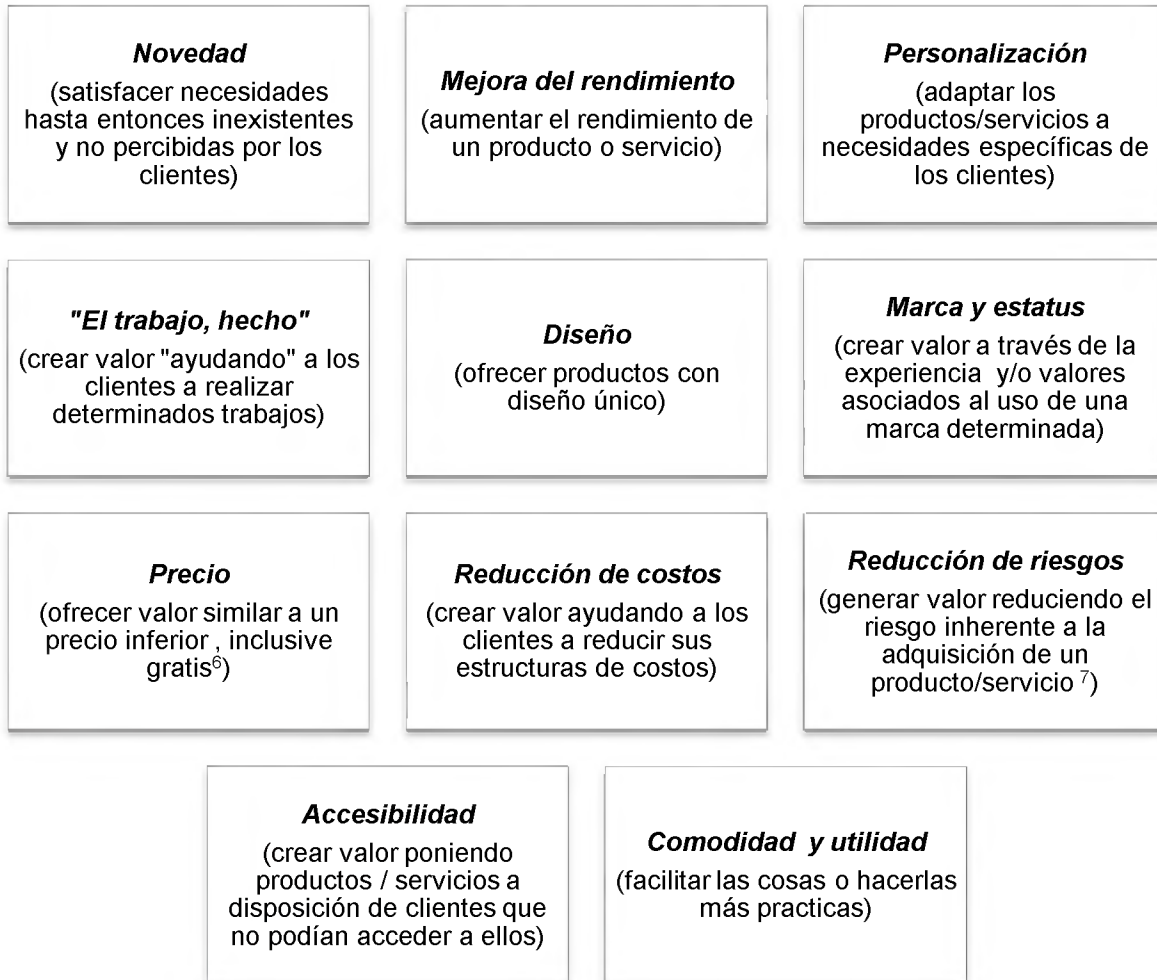 Novedad
(satisfacer necesidades
hasta entonces inexistentes
y no percibidas por los
clientes)
Mejora del rendimiento
(aumentar el rendimiento de
un producto o servicio)
Personalización
(adaptar los
productos/servicios a
necesidades específicas de
los clientes)
"El trabajo, hecho"
(crear valor "ayudando" a los
clientes a realizar
determinados trabajos)
Diseño
(ofrecer productos con
diseño único)
Marca y estatus
(crear valor a través de la
experiencia y/o valores
asociados al uso de una
marca determinada)
Precio
(ofrecer valor similar a un
precio inferior , inclusive
gratis⁶)
Reducción de costos
(crear valor ayudando a los
clientes a reducir sus
estructuras de costos)
Reducción de riesgos
(generar valor reduciendo el
riesgo inherente a la
adquisición de un
producto/servicio ⁷)
Accesibilidad
(crear valor poniendo
productos / servicios a
disposición de clientes que
no podían acceder a ellos)
Comodidad y utilidad
(facilitar las cosas o hacerlas
más practicas)